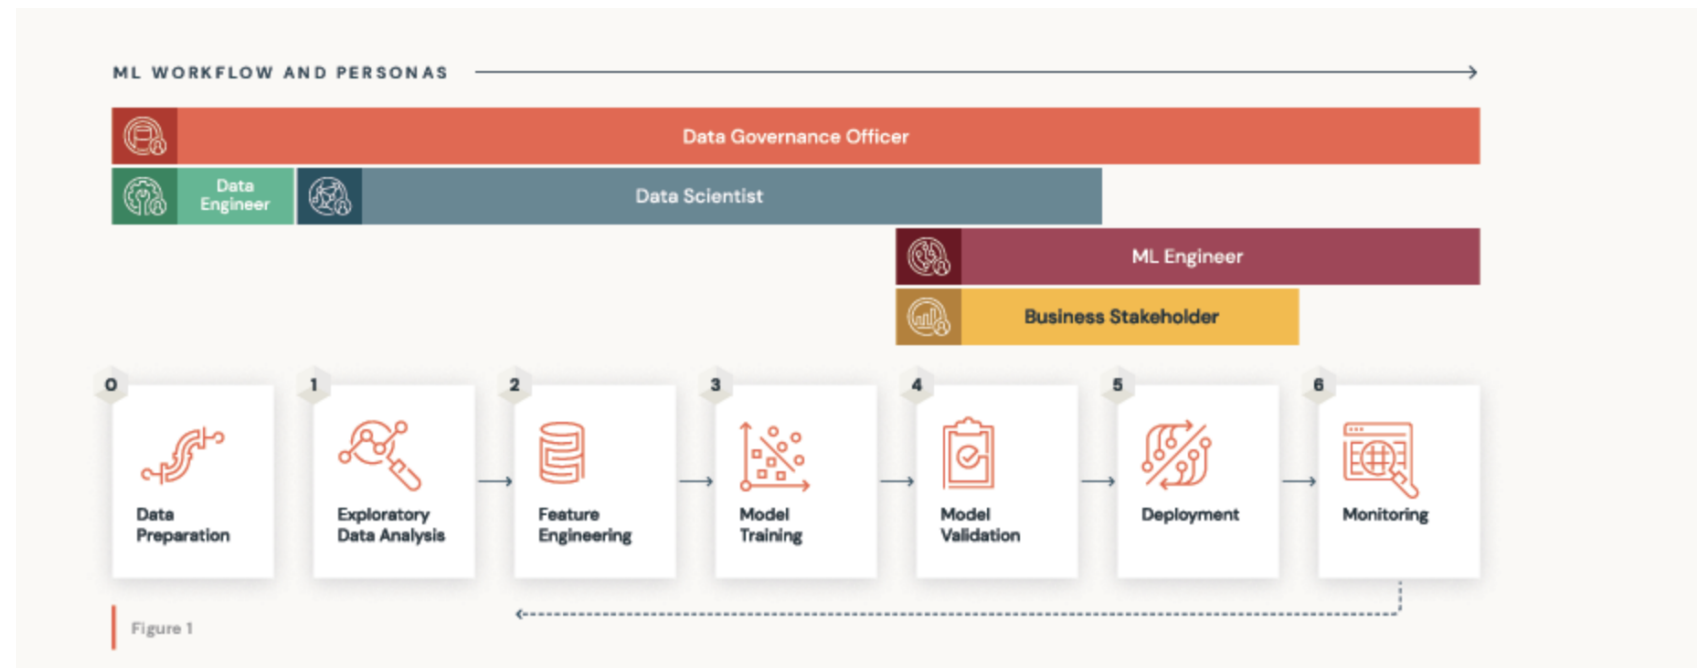 ML WORKFLOW AND PERSONAS
Data Governance Officer
Data
Engineer
Data Scientist
ML Engineer
Business Stakeholder
0
Data
Preparation
1
Exploratory
Data Analysis
2
Feature
Engineering
3
Model
Training
4
Model
Validation
5
Deployment
6
Monitoring
Figure 1